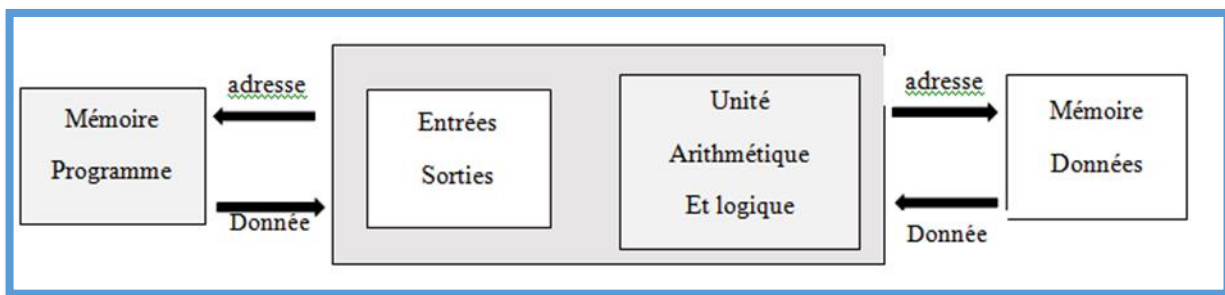 Mémoire
Programme
adresse
Donnée
Entrées
Sorties
Unité
Arithmétique
Et logique
adresse
Donnée
Mémoire
Données